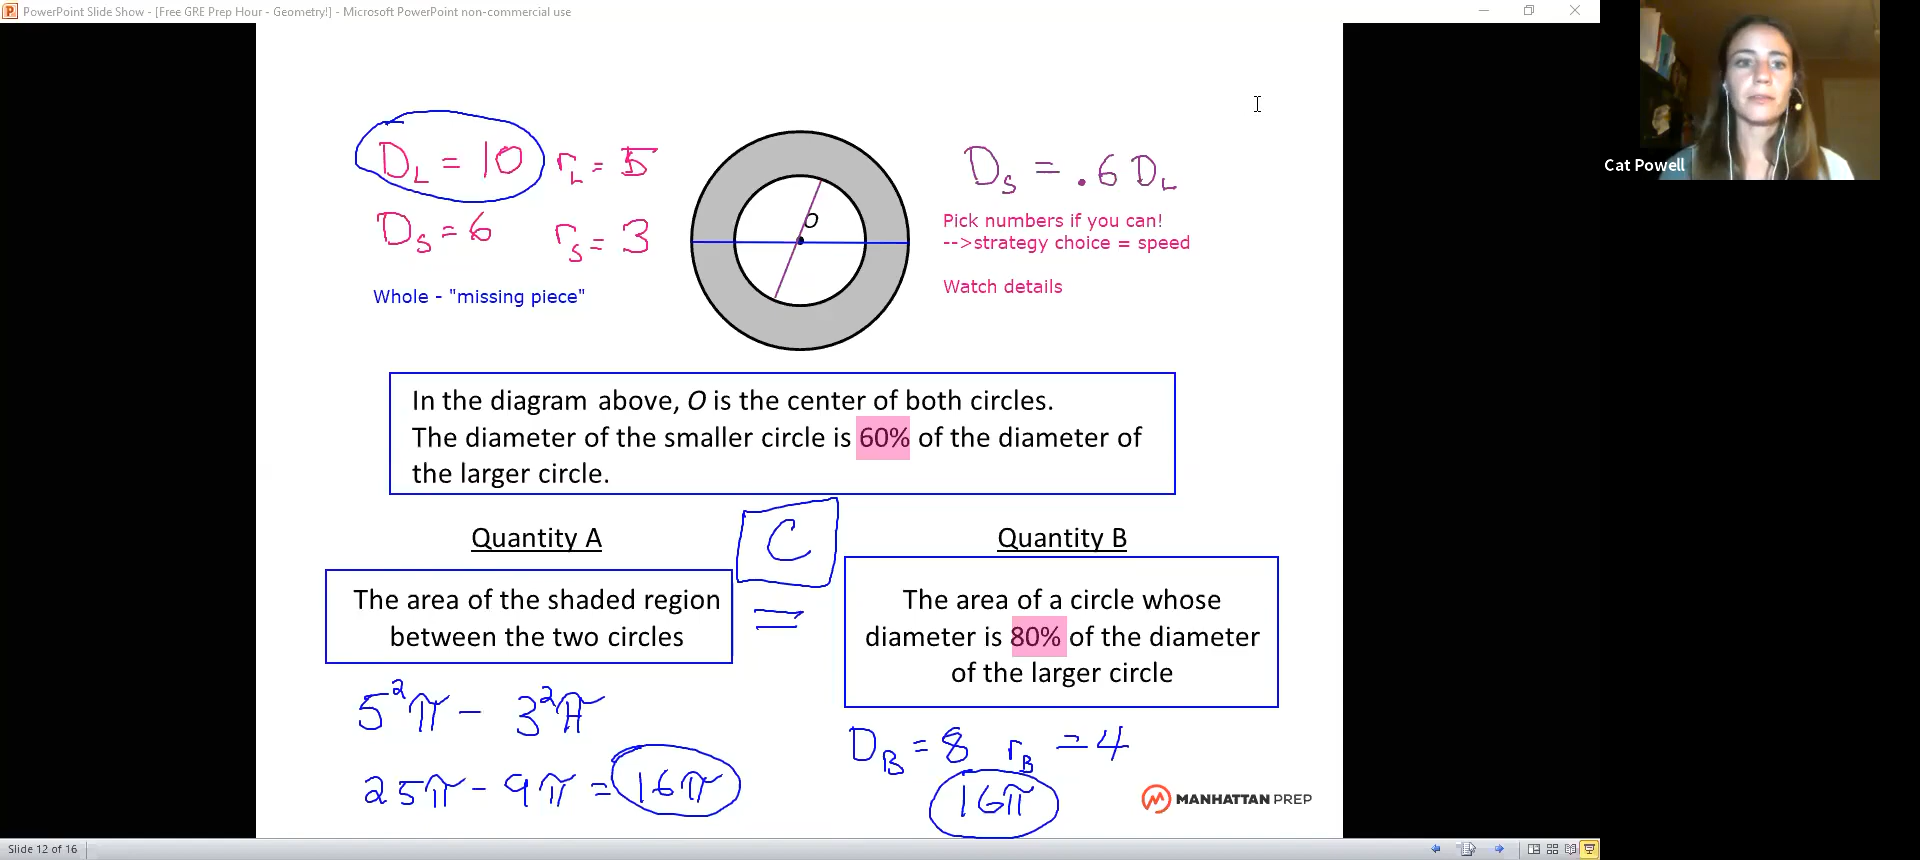 PowerPoint Slide Show - [Free GRE Prep Hour - Geometry!] - Microsoft PowerPoint non-commercial use
Cat Powell
D_L = 10 r_L = 5
D_S = 6 r_S = 3
Whole - "missing piece"
O
D_S = .6 D_L
Pick numbers if you can!
-->strategy choice = speed
Watch details
In the diagram above, O is the center of both circles.
The diameter of the smaller circle is 60% of the diameter of
the larger circle.
Quantity A
C
Quantity B
The area of the shaded region
between the two circles
=
The area of a circle whose
diameter is 80% of the diameter
of the larger circle
5²π - 3²π
25π - 9π = 16π
D_B = 8 r_B = 4
16π
MANHATTAN PREP
Slide 12 of 16